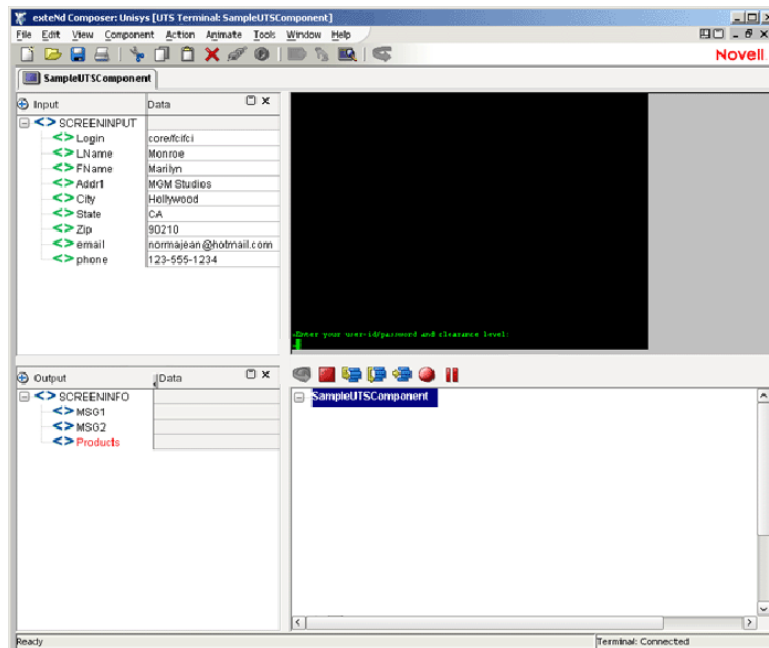 exteNd Composer: Unisys [UTS Terminal: SampleUTSComponent]
File Edit View Component Action Animate Tools Window Help
Novell
SampleUTSComponent
Input Data
SCREENINPUT
Login core/fcifci
LName Monroe
FName Marilyn
Addr1 MGM Studios
City Hollywood
State CA
Zip 90210
email normajean@hotmail.com
phone 123-555-1234
Enter your user-id/password and clearance level:
Output Data
SCREENINFO
MSG1
MSG2
Products
SampleUTSComponent
Ready
Terminal: Connected